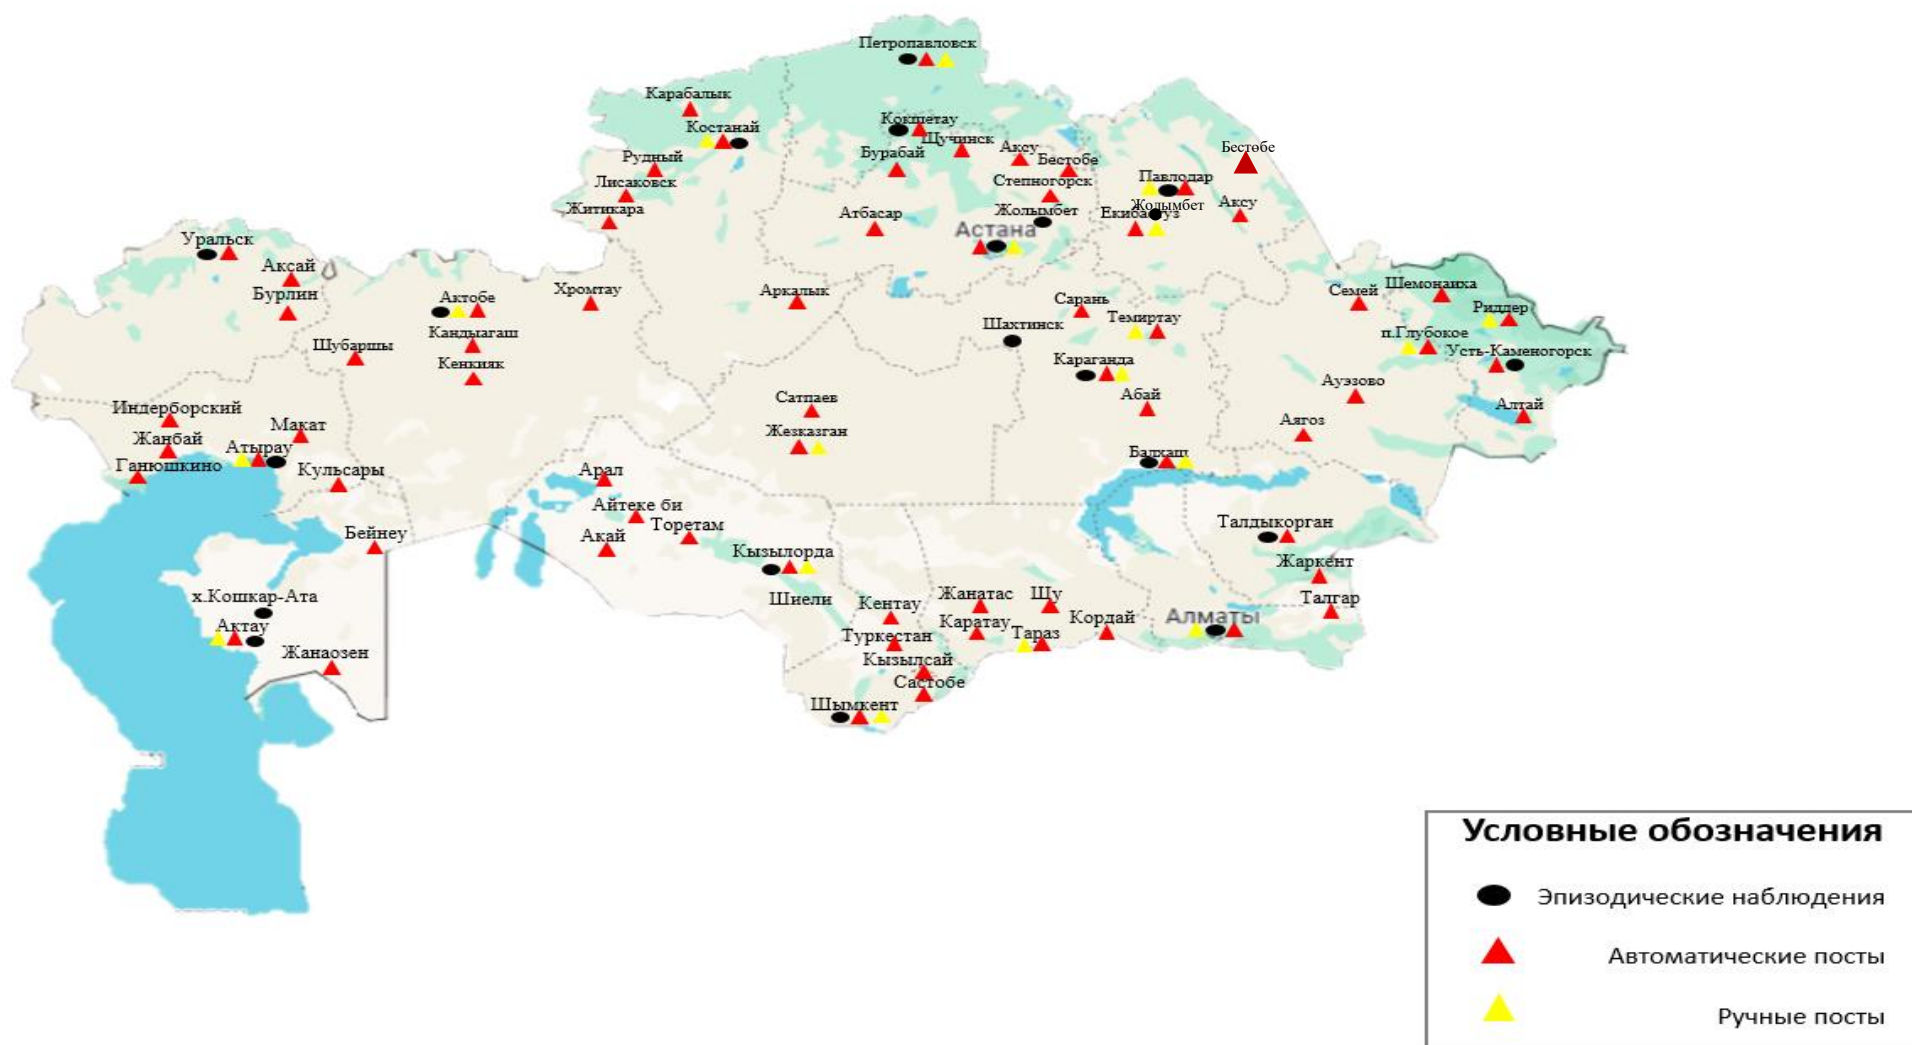 Петропавловск
Карабалык
Костанай
Кокшетау
Щучинск
Бурабай
Аксу
Бестобе
Бестөбе
Рудный
Лисаковск
Степногорск
Павлодар
Житикара
Атбасар
Жолымбет
Астана
Жолымбет
Екибастуз
Аксу
Уральск
Аксай
Бурлин
Актобе
Хромтау
Аркалык
Сарань
Семей
Шемонаиха
Риддер
Шубаршы
Кандыагаш
Кенкияк
Шахтинск
Темиртау
п.Глубокое
Усть-Каменогорск
Караганда
Абай
Ауэзово
Алтай
Индерборский
Макат
Жанбай
Атырау
Ганюшкино
Кульсары
Сатпаев
Жезказган
Аягоз
Балхаш
Арал
Айтеке би
Торетам
Акай
Бейнеу
Кызылорда
Талдыкорган
Жаркент
х.Кошкар-Ата
Актау
Жанаозен
Шиели
Кентау
Жанатас
Шу
Талгар
Каратау
Тараз
Кордай
Алматы
Туркестан
Кызылсай
Састобе
Шымкент
Условные обозначения
Эпизодические наблюдения
Автоматические посты
Ручные посты